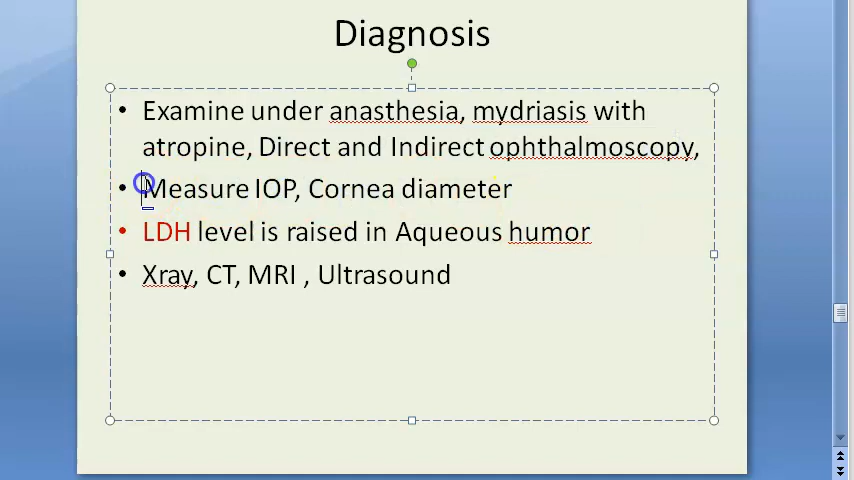 Diagnosis
• Examine under anasthesia, mydriasis with
atropine, Direct and Indirect ophthalmoscopy,
• Measure IOP, Cornea diameter
• LDH level is raised in Aqueous humor
• Xray, CT, MRI , Ultrasound